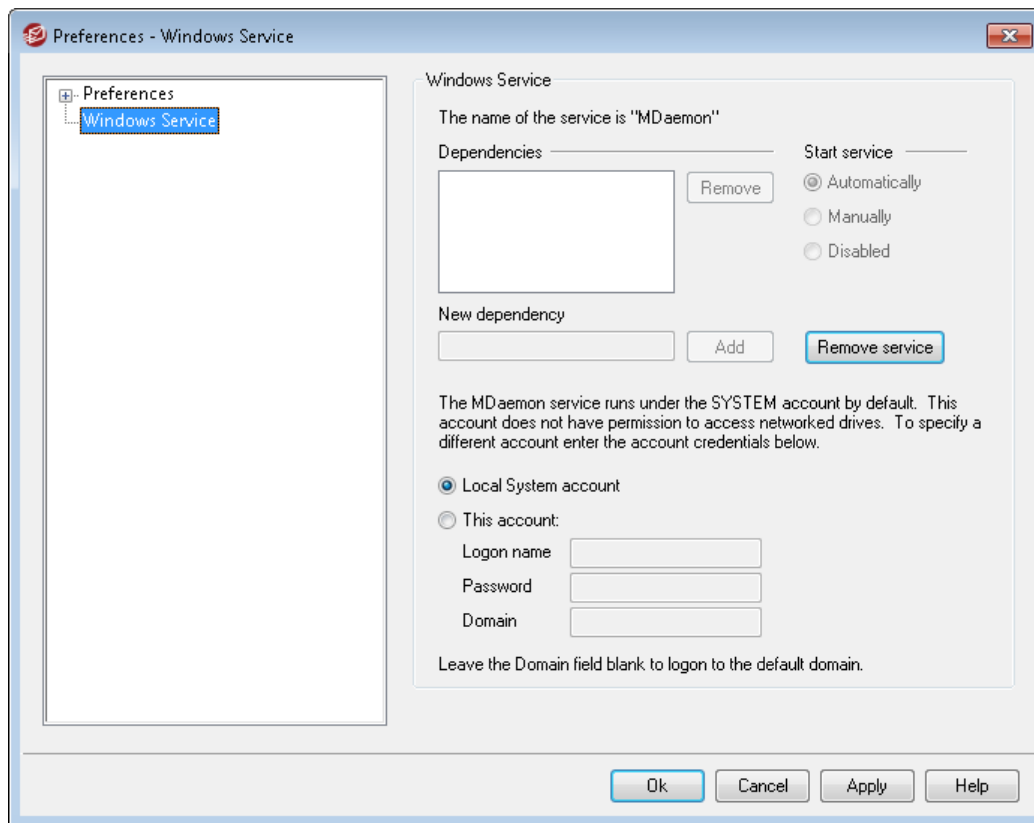 Preferences - Windows Service
Preferences
Windows Service
Windows Service
The name of the service is "MDaemon"
Dependencies
Start service
Remove
Automatically
Manually
Disabled
New dependency
Add
Remove service
The MDaemon service runs under the SYSTEM account by default.  This
account does not have permission to access networked drives.  To specify a
different account enter the account credentials below.
Local System account
This account:
Logon name
Password
Domain
Leave the Domain field blank to logon to the default domain.
Ok
Cancel
Apply
Help